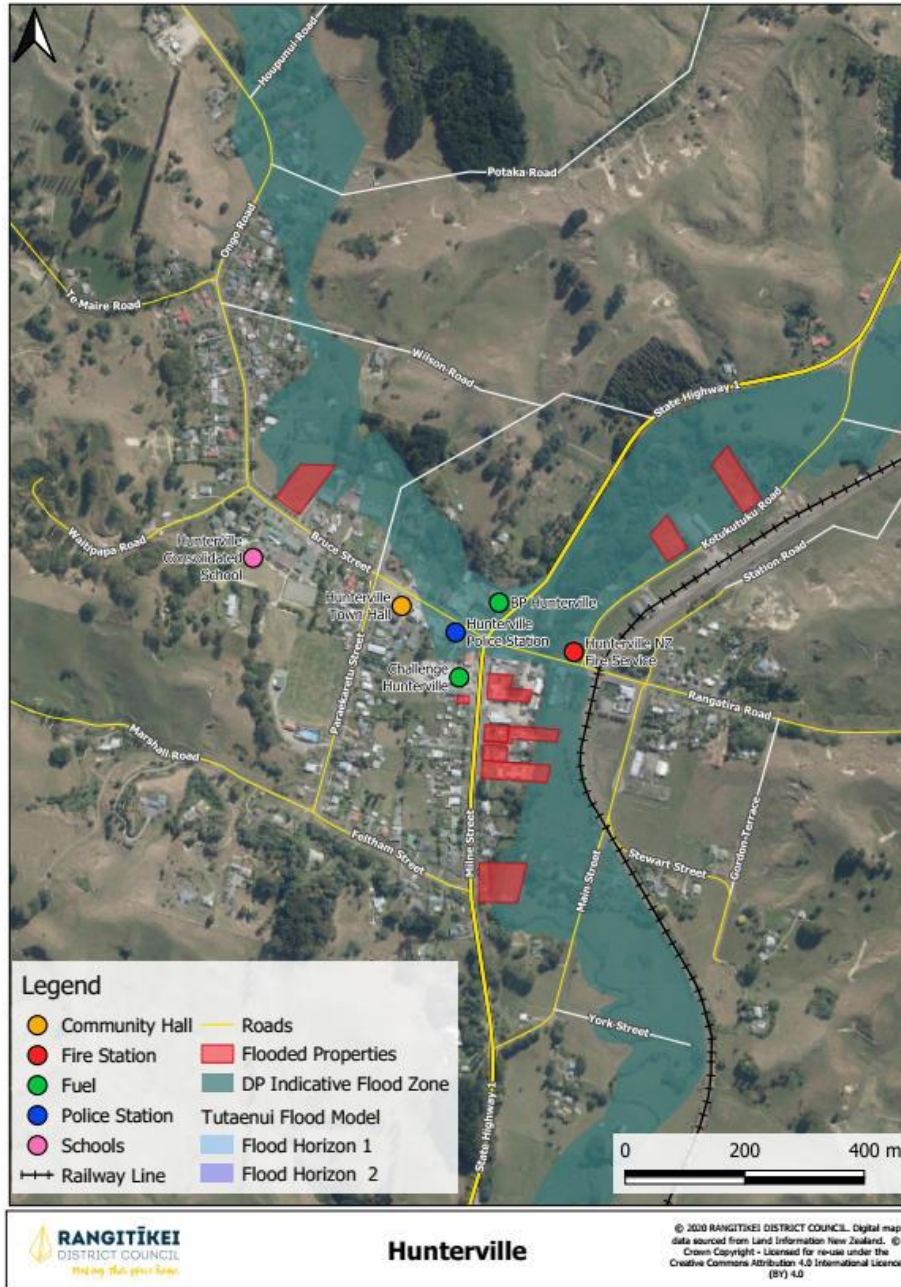 Houpunui Road
Potaka Road
Ongo Road
Te Maire Road
Wilson Road
State Highway 1
Kotukutuku Road
Station Road
Waitipapa Road
Hunterville
Consolidated
School
Bruce Street
Hunterville
Town Hall
BP Hunterville
Hunterville
Police Station
Hunterville NZ
Fire Service
Challenge
Hunterville
Paraekaretu Street
Rangatira Road
Marshall Road
Feltham Street
Milne Street
Main Street
Stewart Street
Gordon Terrace
York Street
State Highway 1
Legend
Community Hall
Fire Station
Fuel
Police Station
Schools
Railway Line
Roads
Flooded Properties
DP Indicative Flood Zone
Tutaenui Flood Model
Flood Horizon 1
Flood Horizon 2
0 200 400 m
RANGITĪKEI
DISTRICT COUNCIL
Making this place home.
Hunterville
© 2020 RANGITIKEI DISTRICT COUNCIL. Digital map
data sourced from Land Information New Zealand. ©
Crown Copyright - Licensed for re-use under the
Creative Commons Attribution 4.0 International Licence
(BY) 4.0